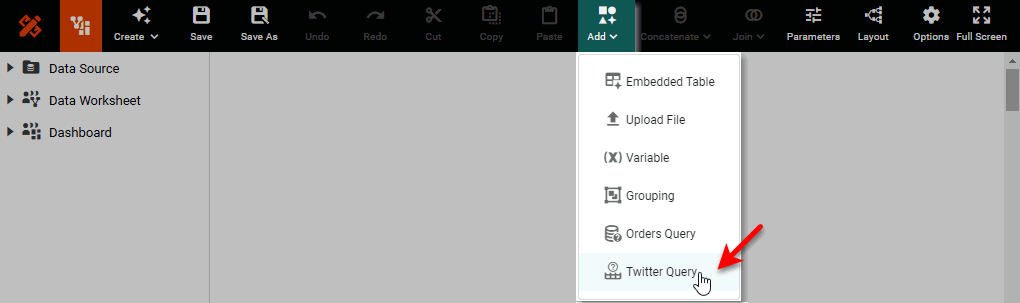 Create
Save
Save As
Undo
Redo
Cut
Copy
Paste
Add
Concatenate
Join
Parameters
Layout
Options
Full Screen
Data Source
Data Worksheet
Dashboard
Embedded Table
Upload File
(X) Variable
Grouping
Orders Query
Twitter Query